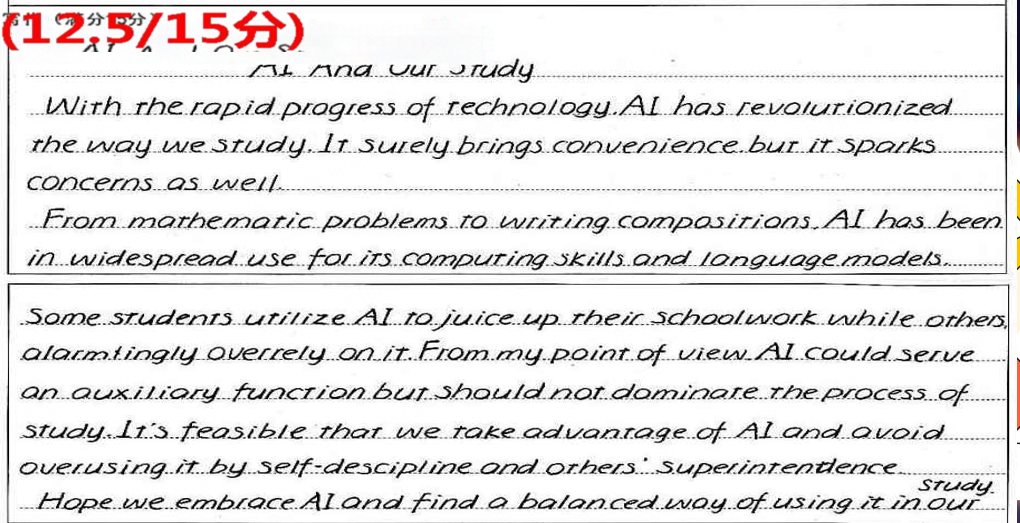 (12.5/15分)
AI And Our Study
With the rapid progress of technology, AI has revolutionized
the way we study. It surely brings convenience but it sparks
concerns as well.
From mathematic problems to writing compositions, AI has been
in widespread use for its computing skills and language models.
Some students utilize AI to juice up their schoolwork while others
alarmtingly overrely on it. From my point of view AI could serve
an auxiliary function but should not dominate the process of
study. It's feasible that we take advantage of AI and avoid
overusing it by self-descipline and others' superintendence.
Hope we embrace AI and find a balanced way of using it in our
study.